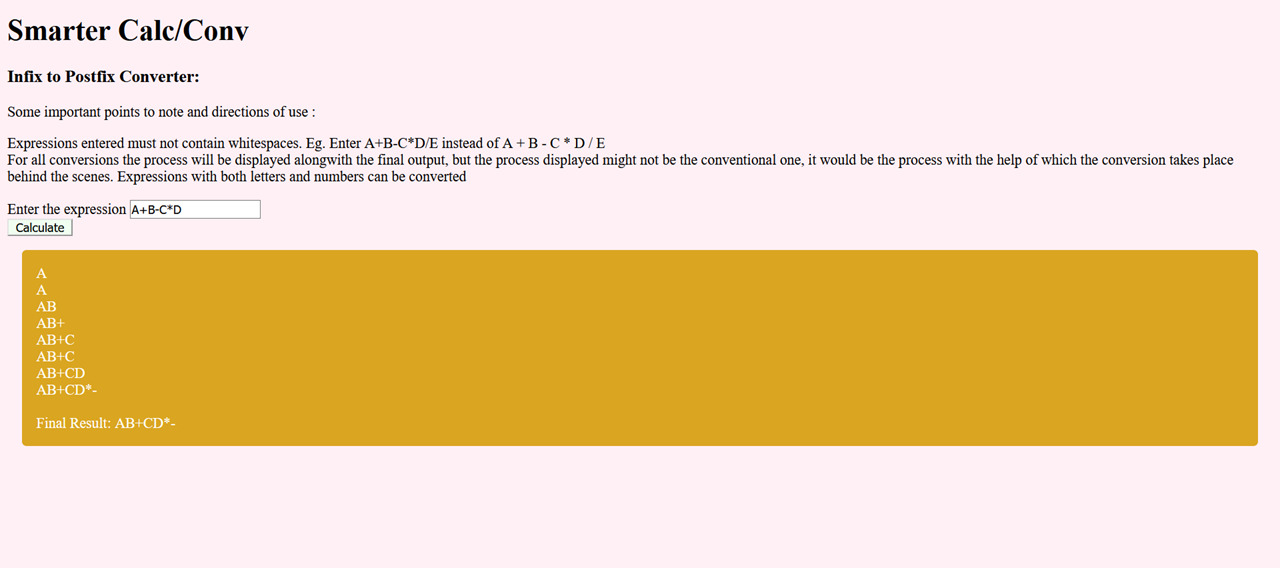 Smarter Calc/Conv
Infix to Postfix Converter:
Some important points to note and directions of use :
Expressions entered must not contain whitespaces. Eg. Enter A+B-C*D/E instead of A + B - C * D / E
For all conversions the process will be displayed alongwith the final output, but the process displayed might not be the conventional one, it would be the process with the help of which the conversion takes place
behind the scenes. Expressions with both letters and numbers can be converted
Enter the expression A+B-C*D
Calculate
A
A
AB
AB+
AB+C
AB+C
AB+CD
AB+CD*-
Final Result: AB+CD*-